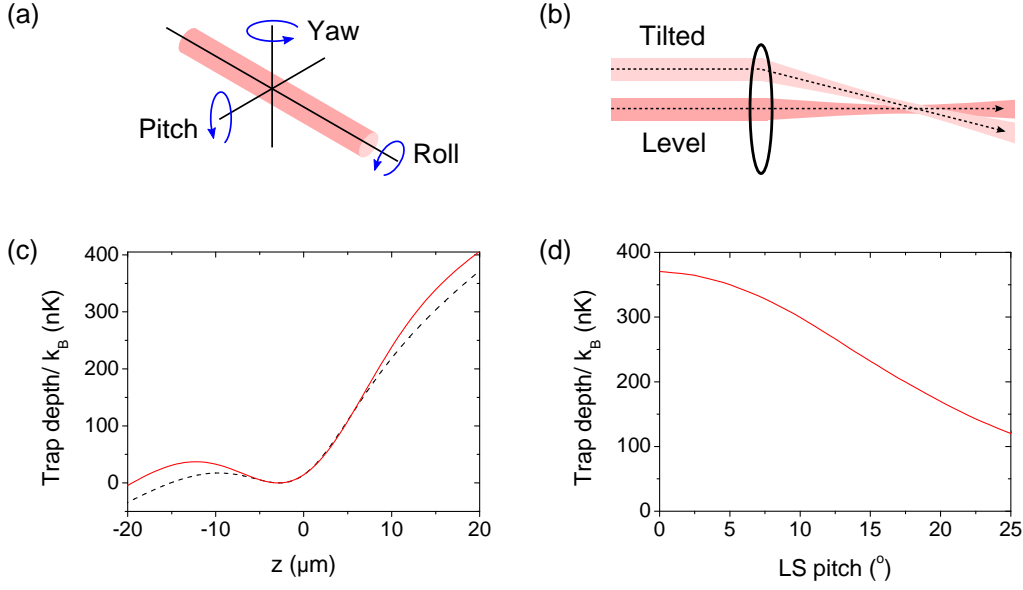 (a)
Yaw
Pitch
Roll
(b)
Tilted
Level
(c)
400
300
200
100
0
Trap depth/ k_B (nK)
-20
-10
0
10
20
z (µm)
(d)
400
300
200
100
0
Trap depth/ k_B (nK)
0
5
10
15
20
25
LS pitch (°)